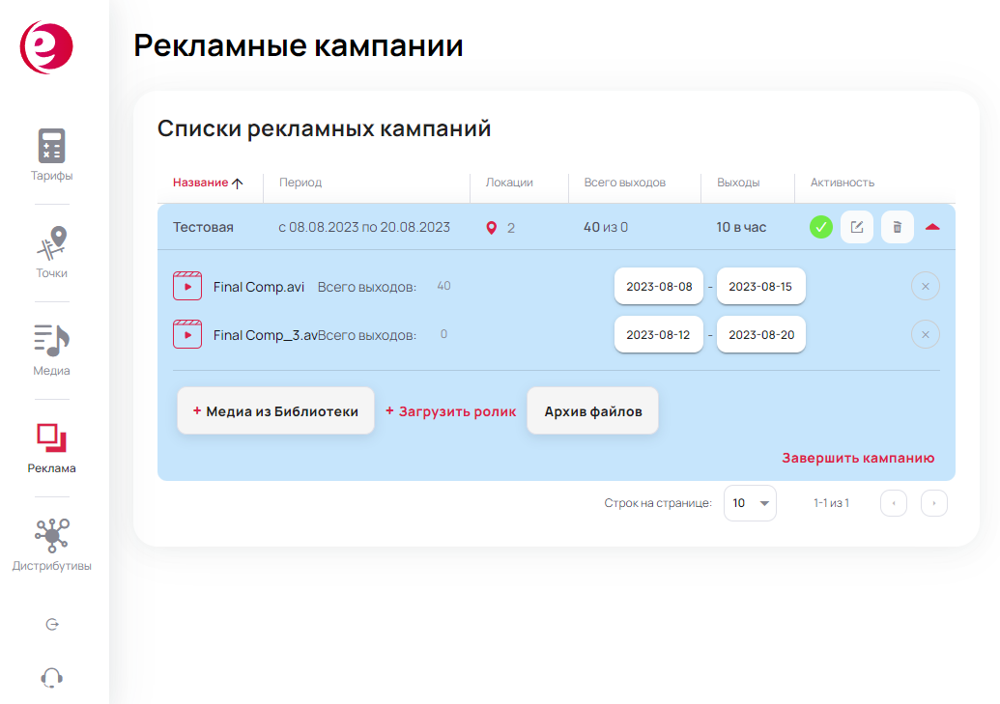 Рекламные кампании
Списки рекламных кампаний
Название Период Локации Всего выходов Выходы Активность
Тестовая с 08.08.2023 по 20.08.2023 2 40 из 0 10 в час
Final Comp.avi Всего выходов: 40 2023-08-08 - 2023-08-15
Final Comp_3.avВсего выходов: 0 2023-08-12 - 2023-08-20
+ Медиа из Библиотеки + Загрузить ролик Архив файлов
Завершить кампанию
Строк на странице: 10 1-1 из 1
Тарифы
Точки
Медиа
Реклама
Дистрибутивы